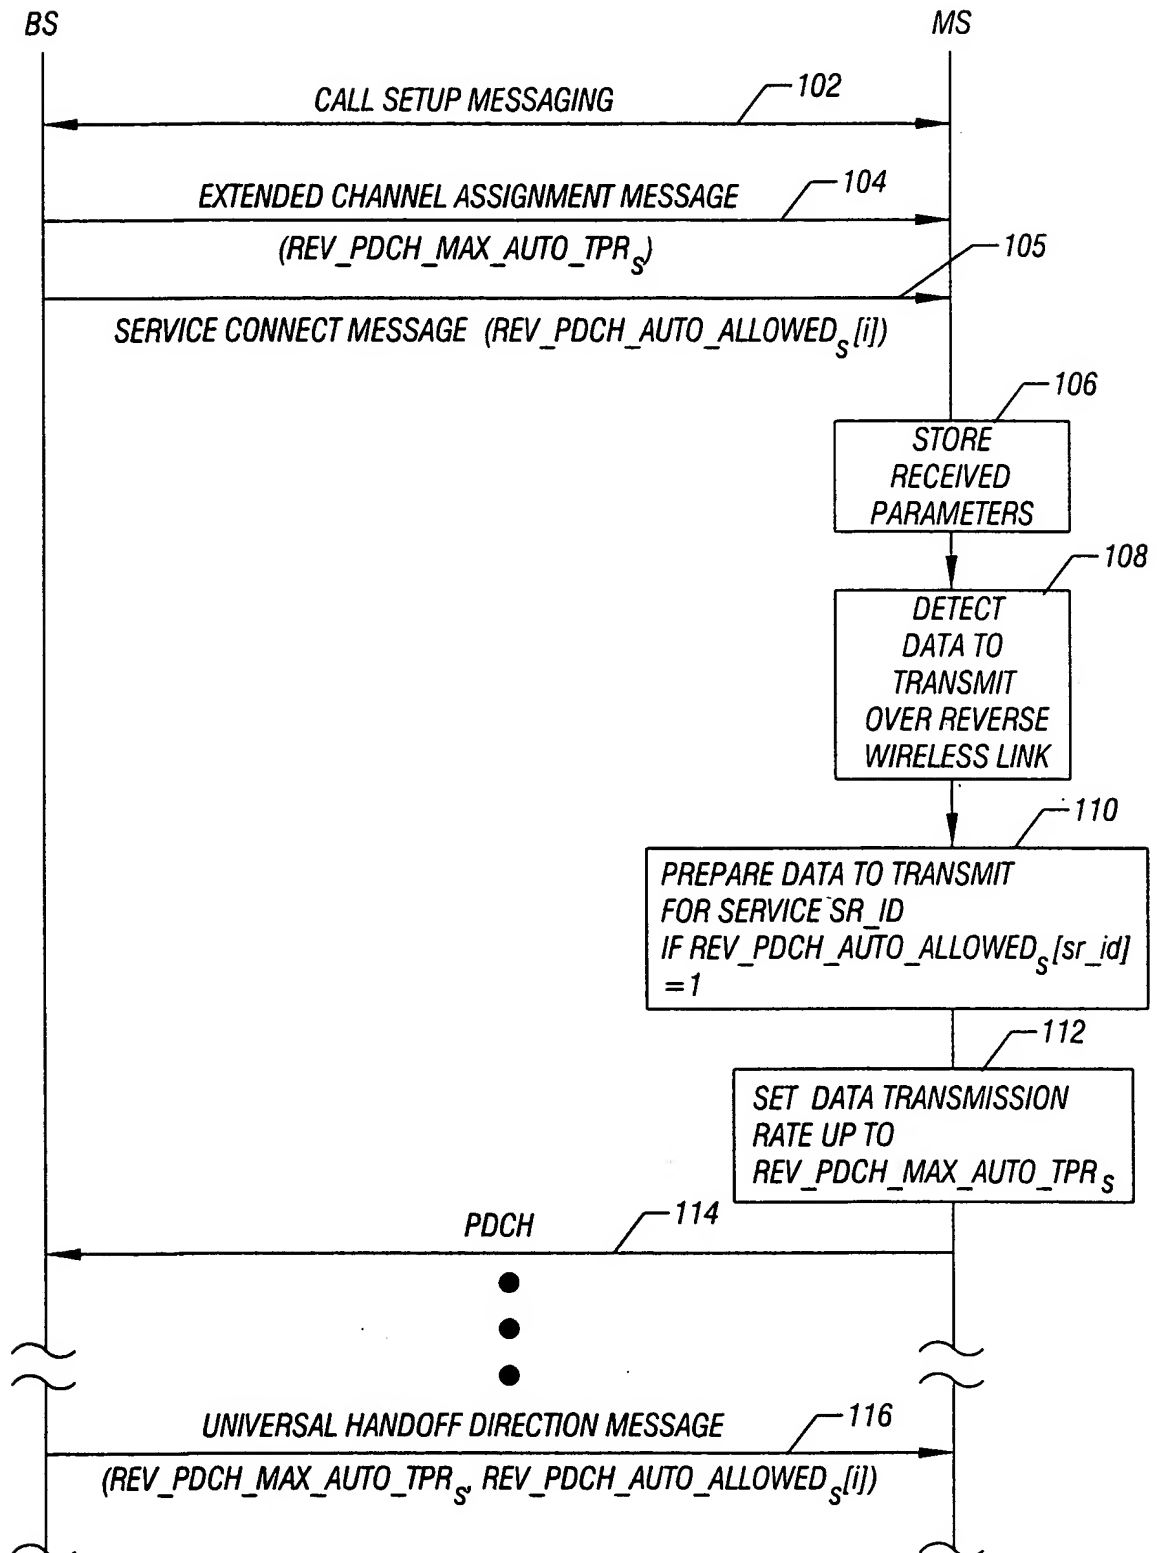 BS
MS
102
CALL SETUP MESSAGING
104
EXTENDED CHANNEL ASSIGNMENT MESSAGE
(REV_PDCH_MAX_AUTO_TPRS)
105
SERVICE CONNECT MESSAGE (REV_PDCH_AUTO_ALLOWEDS[i])
106
STORE
RECEIVED
PARAMETERS
108
DETECT
DATA TO
TRANSMIT
OVER REVERSE
WIRELESS LINK
110
PREPARE DATA TO TRANSMIT
FOR SERVICE SR_ID
IF REV_PDCH_AUTO_ALLOWEDS[sr_id]
=1
112
SET DATA TRANSMISSION
RATE UP TO
REV_PDCH_MAX_AUTO_TPRS
PDCH
114
UNIVERSAL HANDOFF DIRECTION MESSAGE
116
(REV_PDCH_MAX_AUTO_TPRS, REV_PDCH_AUTO_ALLOWEDS[i])